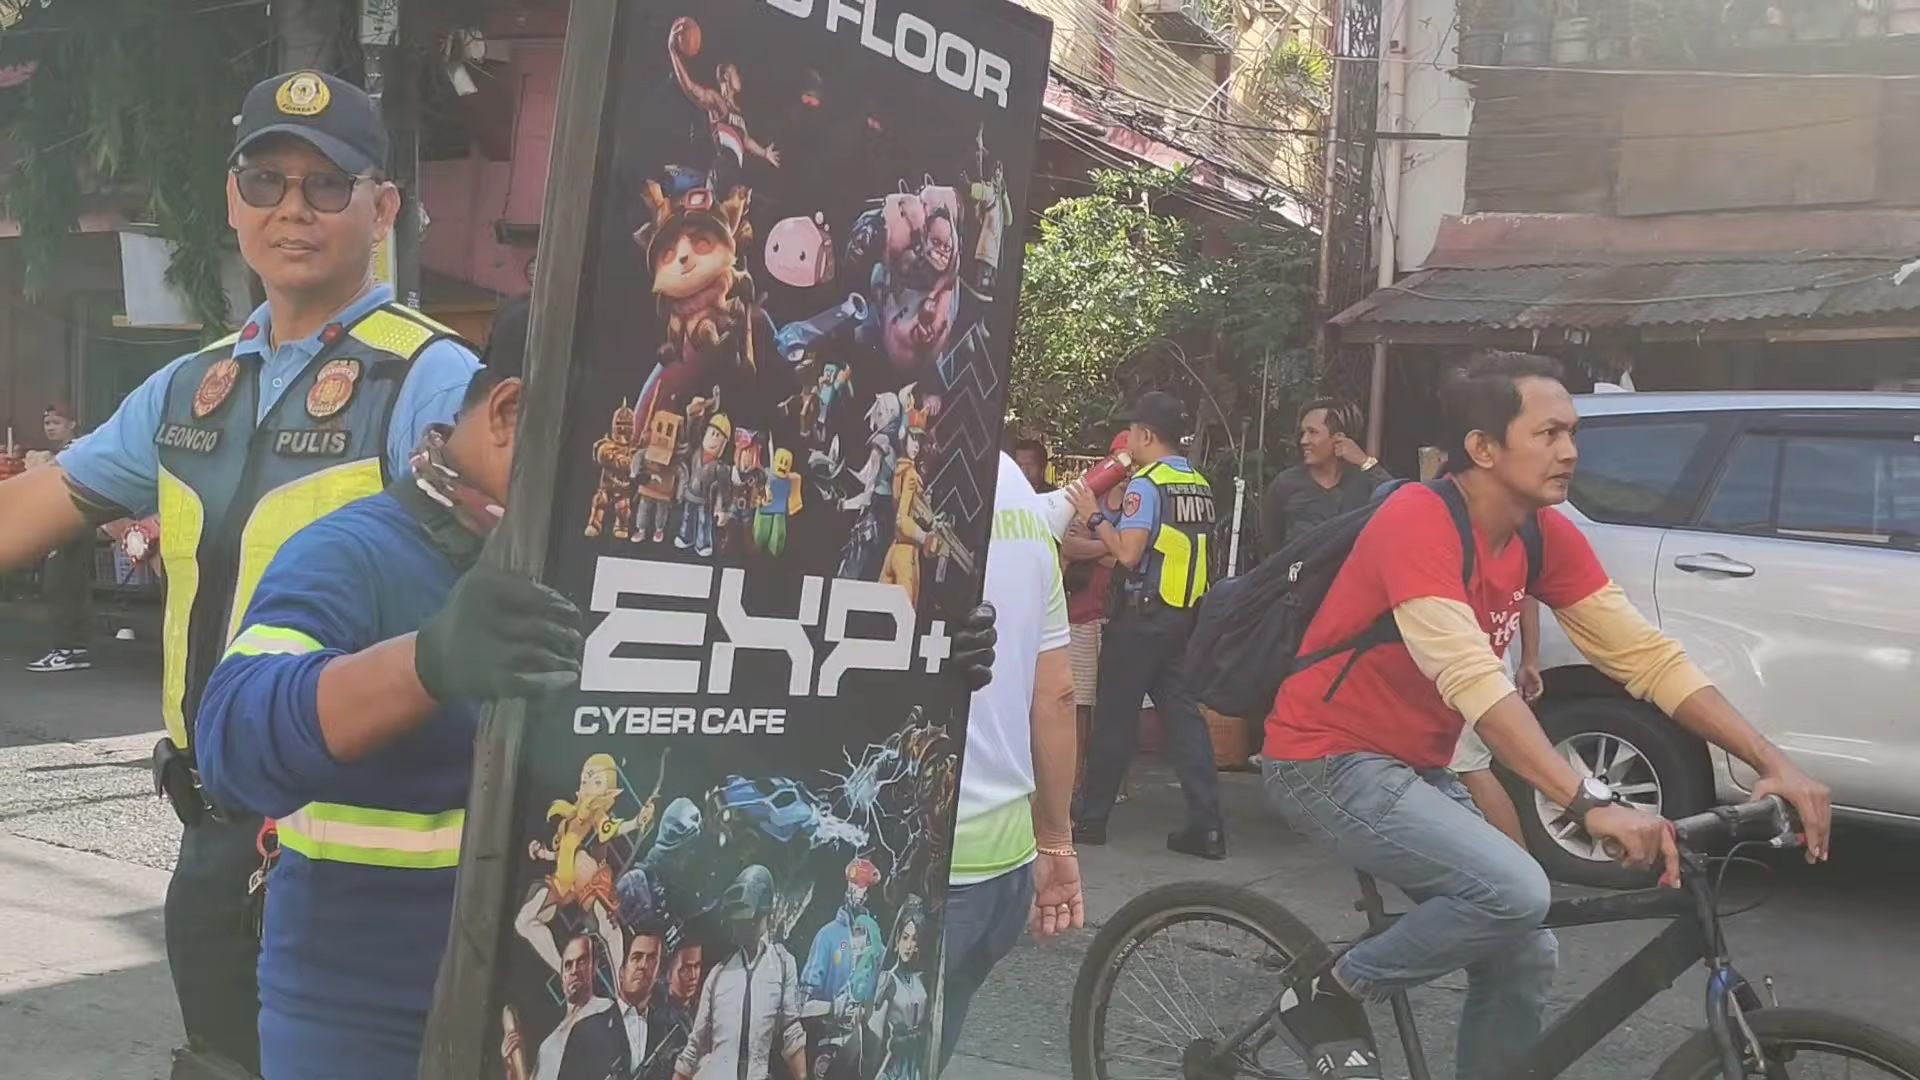 FLOOR
LEONCIO
PULIS
EXP+
CYBER CAFE
MPD